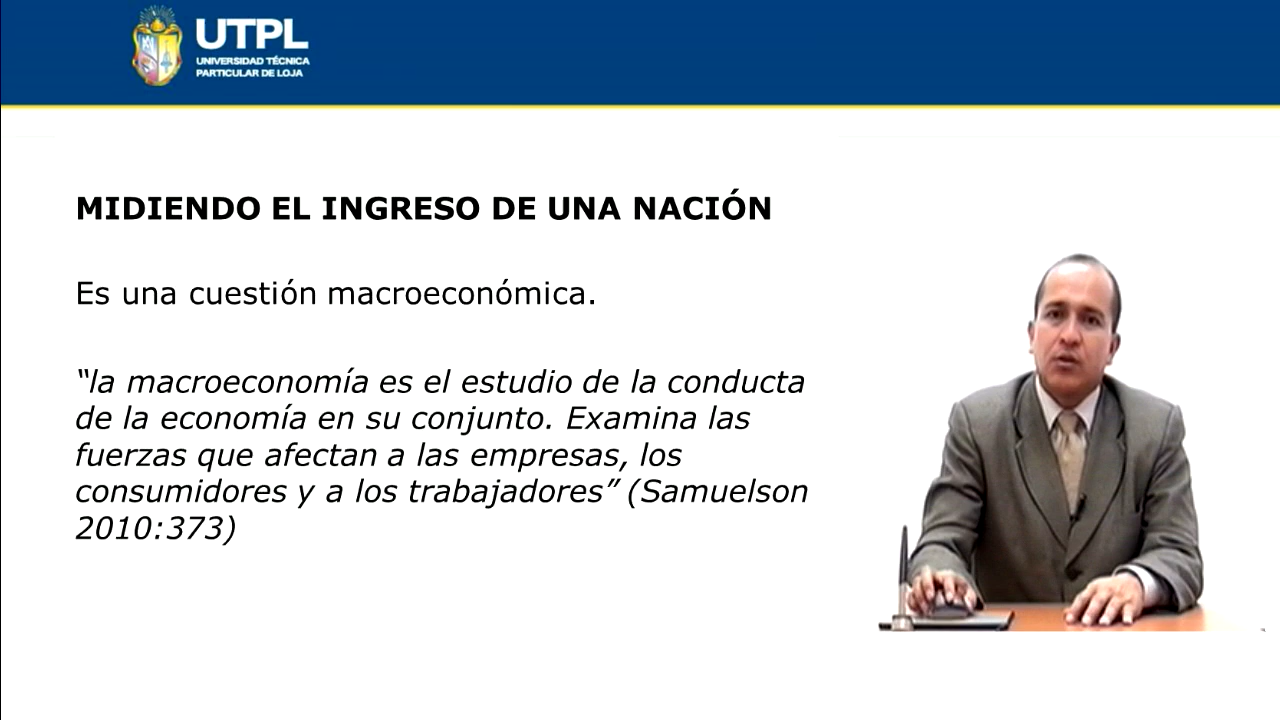 UTPL
UNIVERSIDAD TÉCNICA
PARTICULAR DE LOJA
MIDIENDO EL INGRESO DE UNA NACIÓN
Es una cuestión macroeconómica.
“la macroeconomía es el estudio de la conducta
de la economía en su conjunto. Examina las
fuerzas que afectan a las empresas, los
consumidores y a los trabajadores” (Samuelson
2010:373)